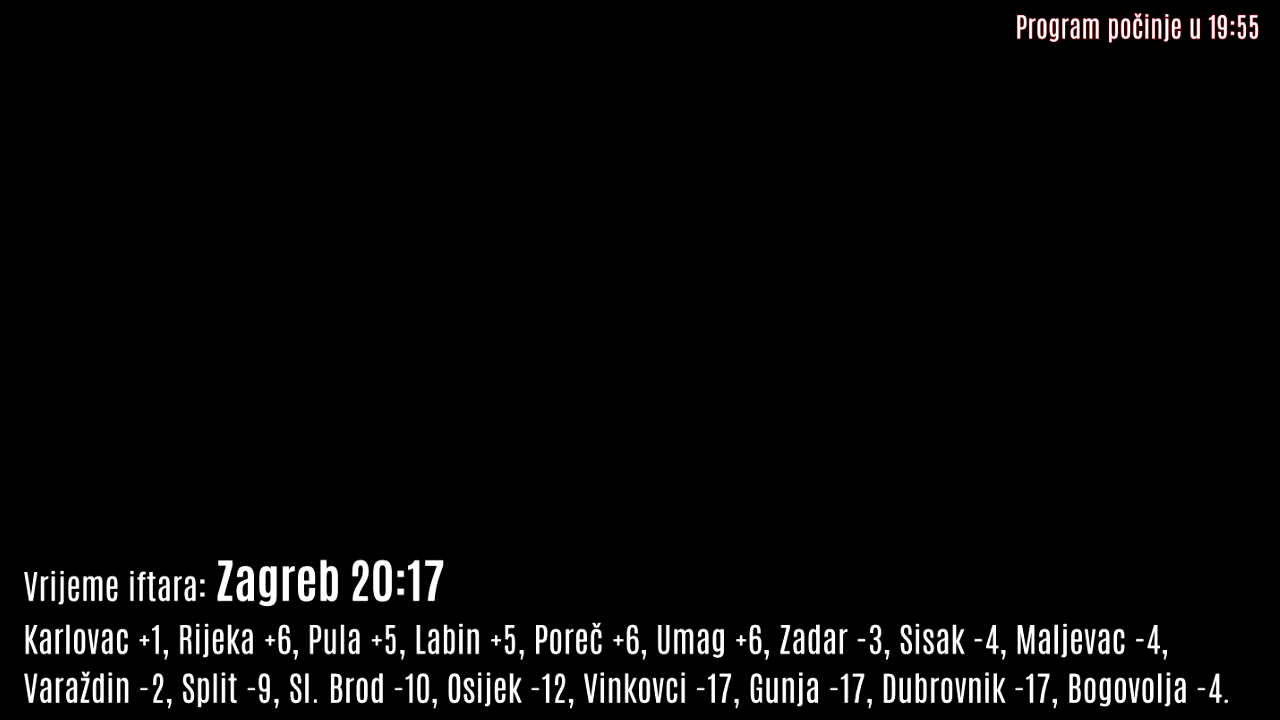 Program počinje u 19:55
Vrijeme iftara: Zagreb 20:17
Karlovac +1, Rijeka +6, Pula +5, Labin +5, Poreč +6, Umag +6, Zadar -3, Sisak -4, Maljevac -4,
Varaždin -2, Split -9, Sl. Brod -10, Osijek -12, Vinkovci -17, Gunja -17, Dubrovnik -17, Bogovolja -4.